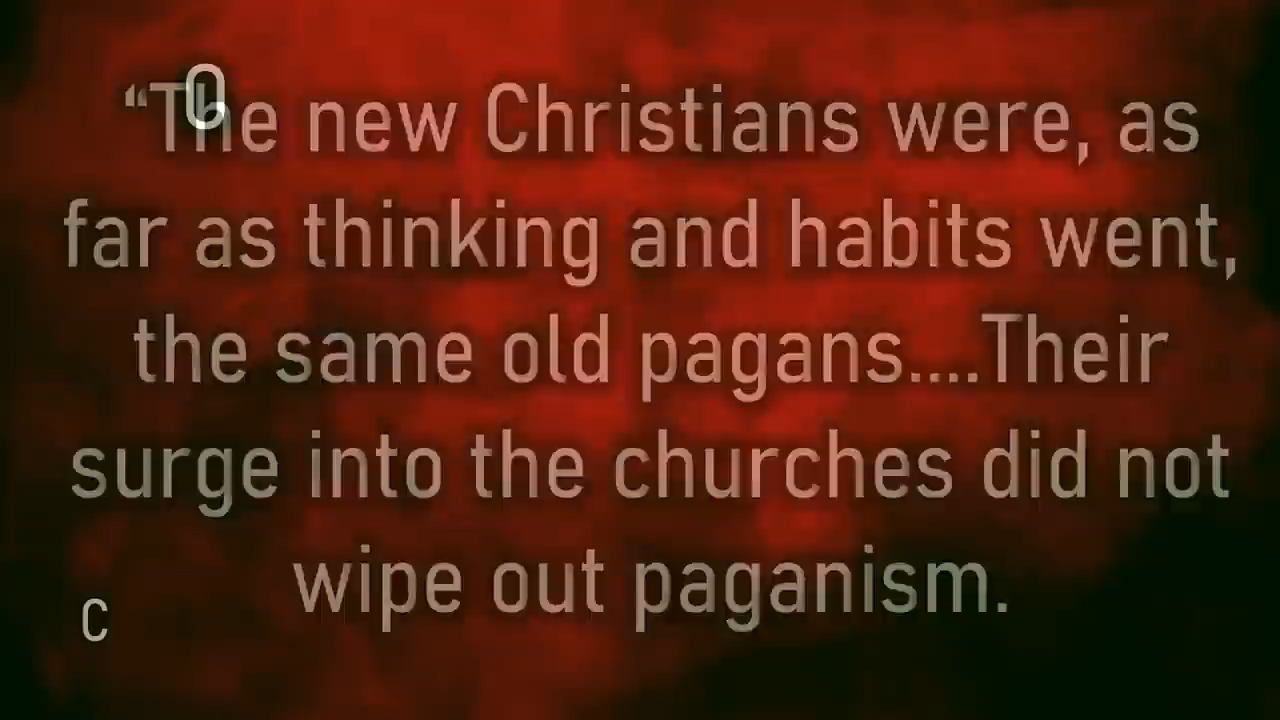 O
“The new Christians were, as
far as thinking and habits went,
the same old pagans....Their
surge into the churches did not
wipe out paganism.
C